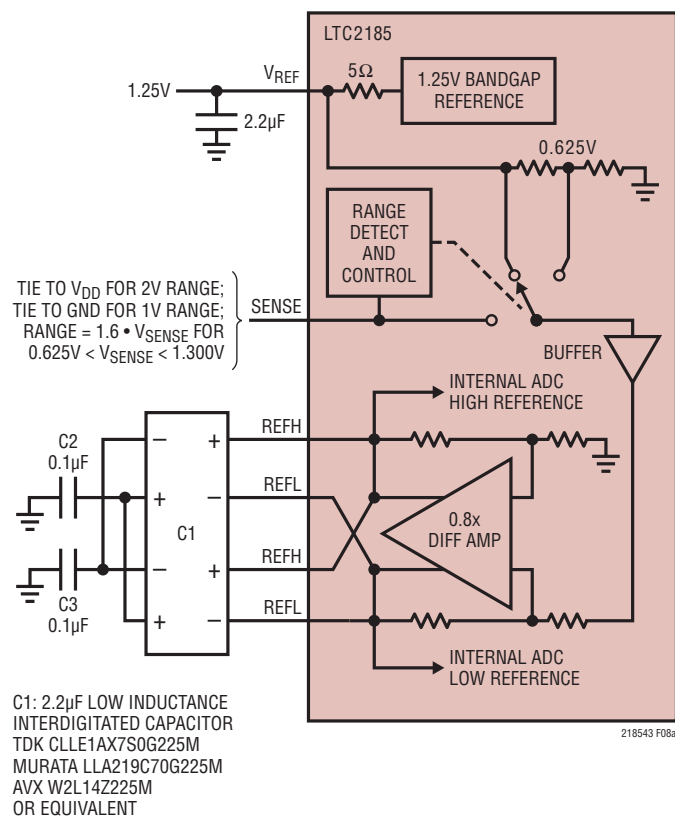 LTC2185
1.25V
VREF
5Ω
1.25V BANDGAP
REFERENCE
2.2µF
0.625V
RANGE
DETECT
AND
CONTROL
TIE TO VDD FOR 2V RANGE;
TIE TO GND FOR 1V RANGE;
RANGE = 1.6 • VSENSE FOR
0.625V < VSENSE < 1.300V
SENSE
BUFFER
INTERNAL ADC
HIGH REFERENCE
REFH
REFL
REFH
REFL
C2
0.1µF
C3
0.1µF
– +
+ –
– +
+ –
C1
0.8x
DIFF AMP
INTERNAL ADC
LOW REFERENCE
218543 F08a
C1: 2.2µF LOW INDUCTANCE
INTERDIGITATED CAPACITOR
TDK CLLE1AX7S0G225M
MURATA LLA219C70G225M
AVX W2L14Z225M
OR EQUIVALENT